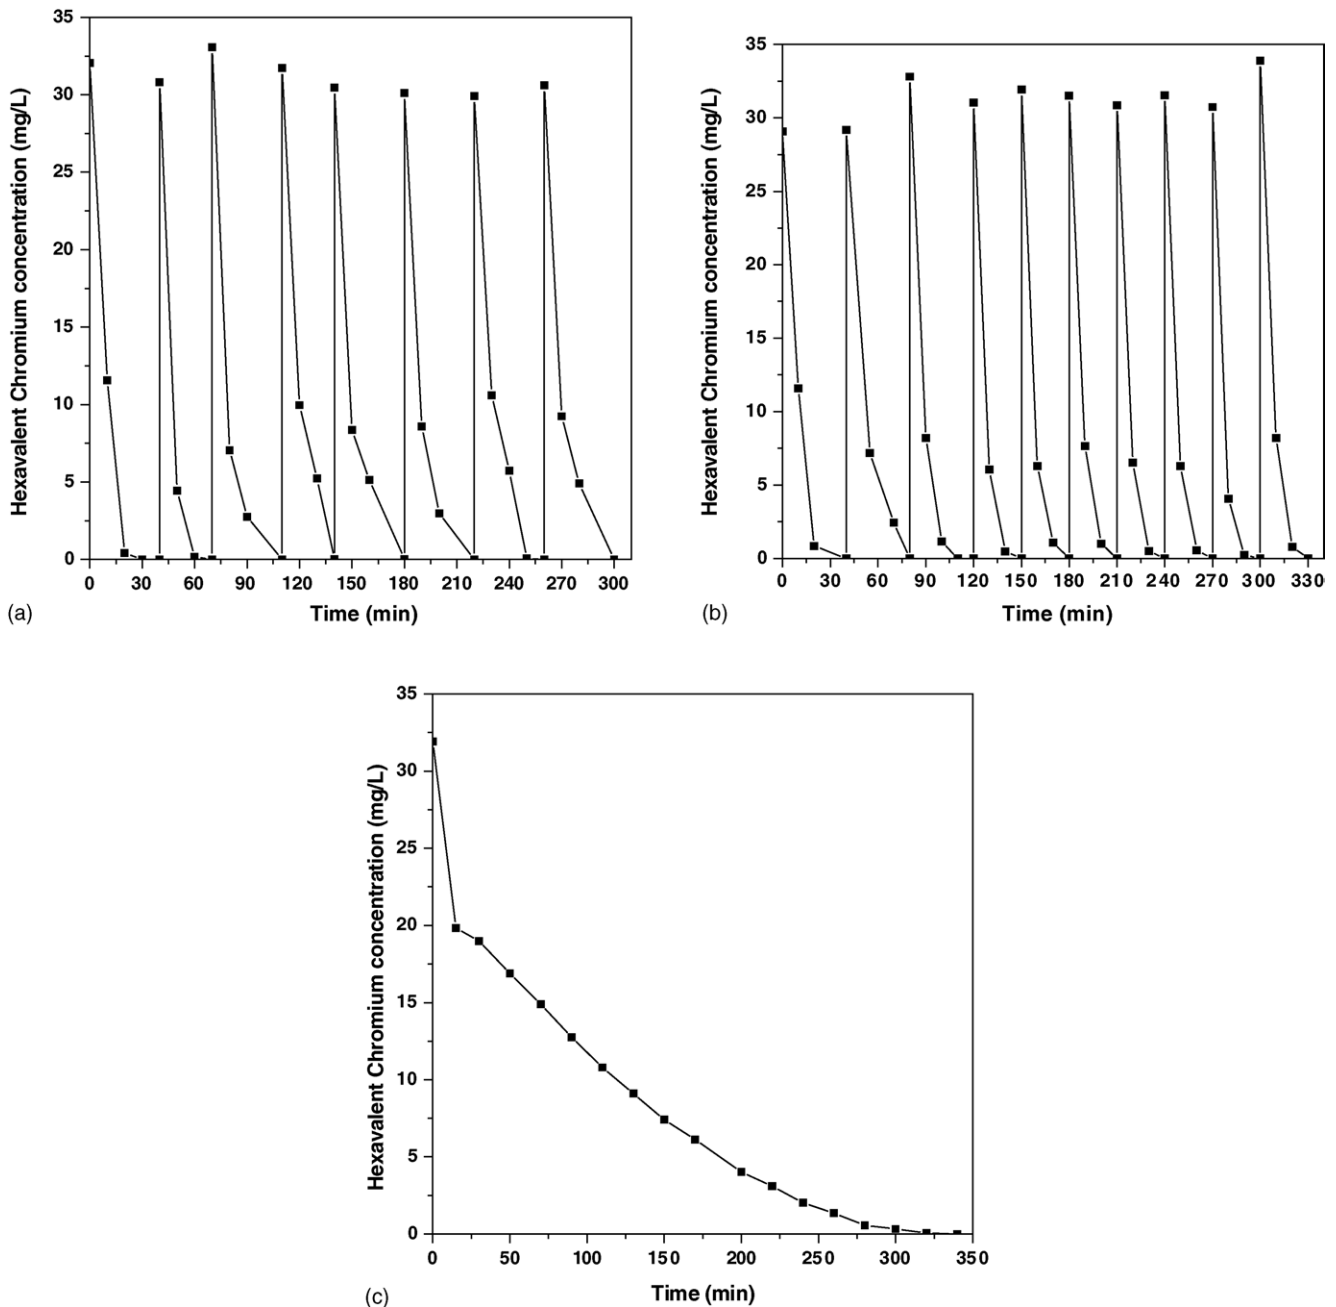 35
30
25
20
15
10
5
0
Hexavalent Chromium concentration (mg/L)
0 30 60 90 120 150 180 210 240 270 300
Time (min)
(a)
35
30
25
20
15
10
5
0
Hexavalent Chromium concentration (mg/L)
0 30 60 90 120 150 180 210 240 270 300 330
Time (min)
(b)
35
30
25
20
15
10
5
0
Hexavalent Chromium concentration (mg/L)
0 50 100 150 200 250 300 350
Time (min)
(c)